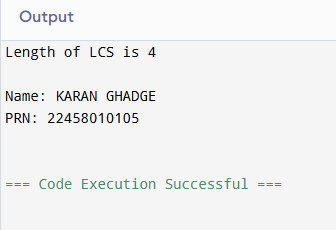 Output
Length of LCS is 4
Name: KARAN GHADGE
PRN: 22458010105
=== Code Execution Successful ===